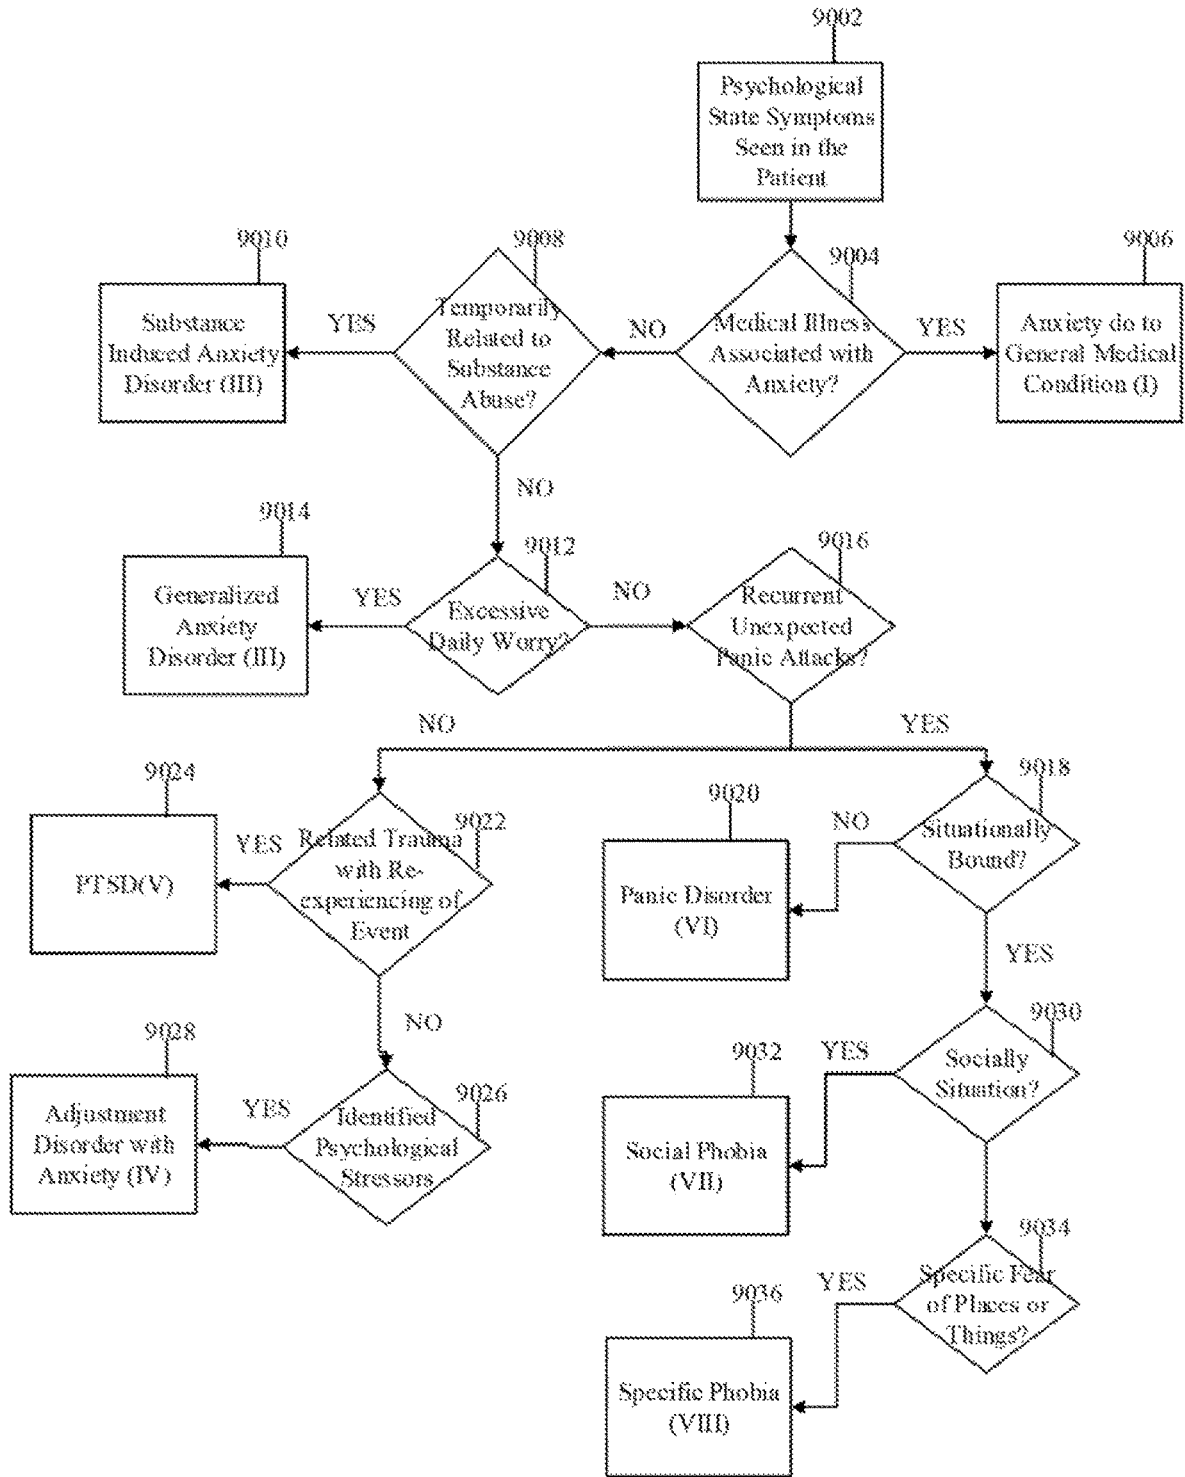 9002
Psychological
State Symptoms
Seen in the
Patient
9010
9008
9004
9006
Substance
Induced Anxiety
Disorder (III)
YES
Temporarily
Related to
Substance
Abuse?
NO
Medical Illness
Associated with
Anxiety?
YES
Anxiety do to
General Medical
Condition (I)
NO
9014
9012
9016
Generalized
Anxiety
Disorder (III)
YES
Excessive
Daily Worry?
NO
Recurrent
Unexpected
Panic Attacks?
NO
YES
9024
9022
9020
9018
PTSD(V)
YES
Related Trauma
with Re-
experiencing of
Event
Panic Disorder
(VI)
NO
Situationally
Bound?
YES
NO
9028
9026
9032
9030
Adjustment
Disorder with
Anxiety (IV)
YES
Identified
Psychological
Stressors
Social Phobia
(VII)
YES
Socially
Situation?
9036
9034
Specific Phobia
(VIII)
YES
Specific Fear
of Places or
Things?